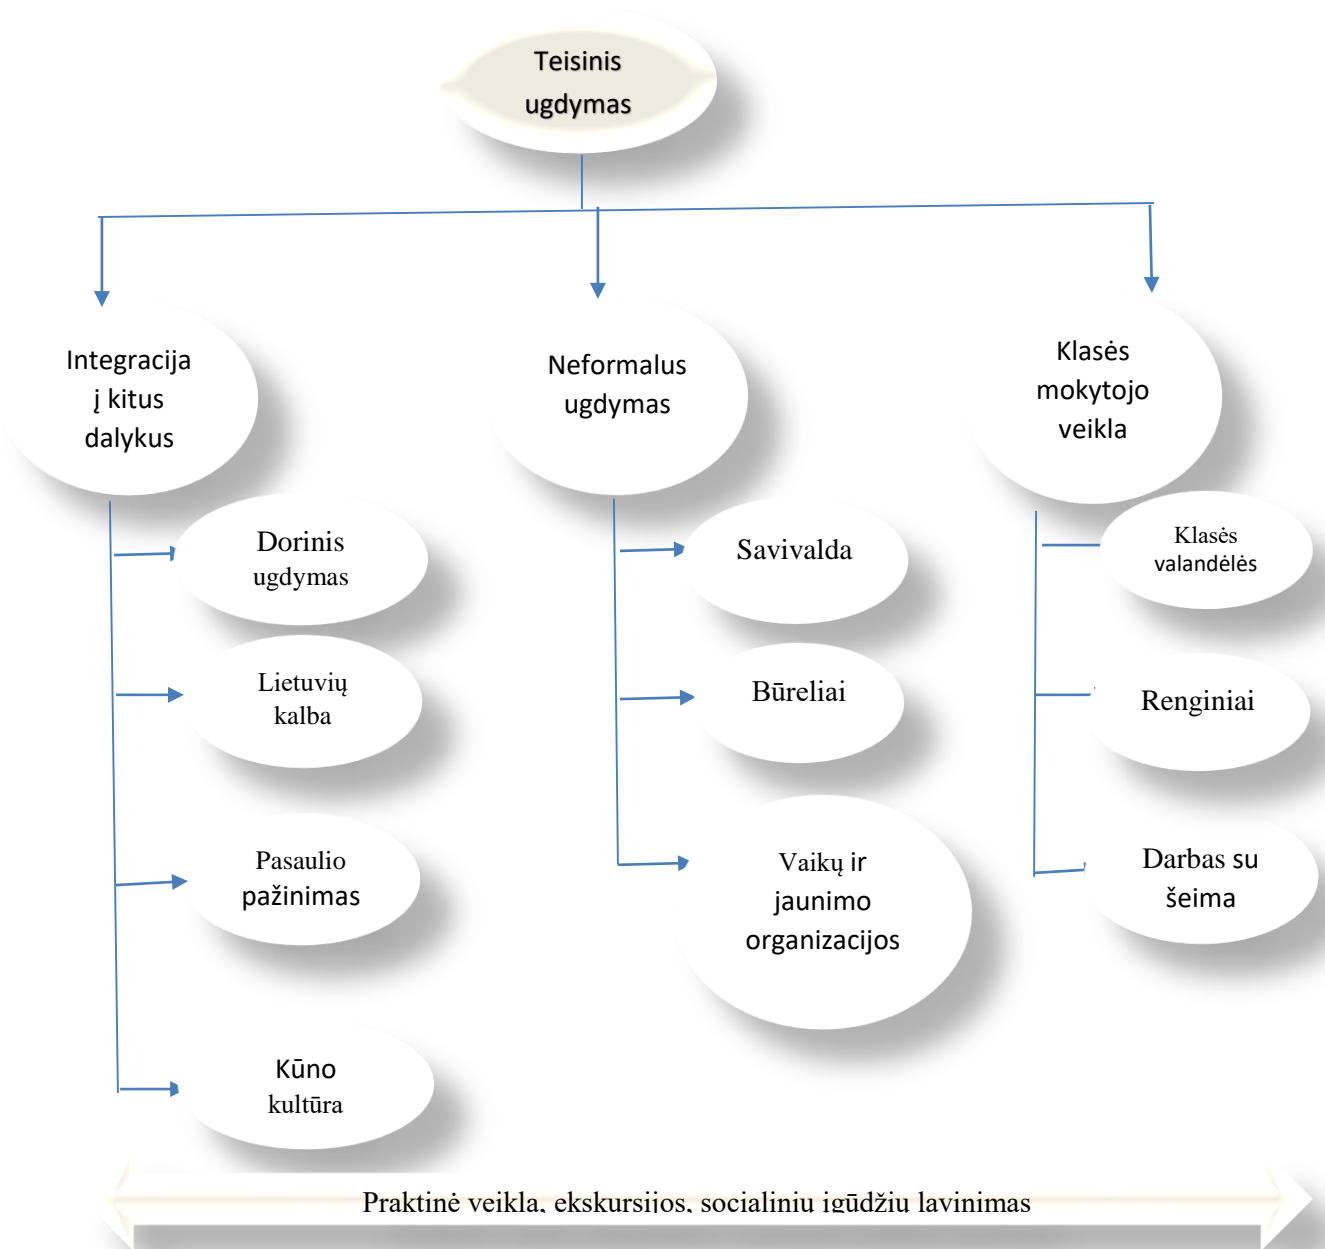 Teisinis
ugdymas
Integracija
į kitus
dalykus
Neformalus
ugdymas
Klasės
mokytojo
veikla
Dorinis
ugdymas
Lietuvių
kalba
Pasaulio
pažinimas
Kūno
kultūra
Savivalda
Būreliai
Vaikų ir
jaunimo
organizacijos
Klasės
valandėlės
Renginiai
Darbas su
šeima
Praktinė veikla, ekskursijos, socialinių įgūdžių lavinimas